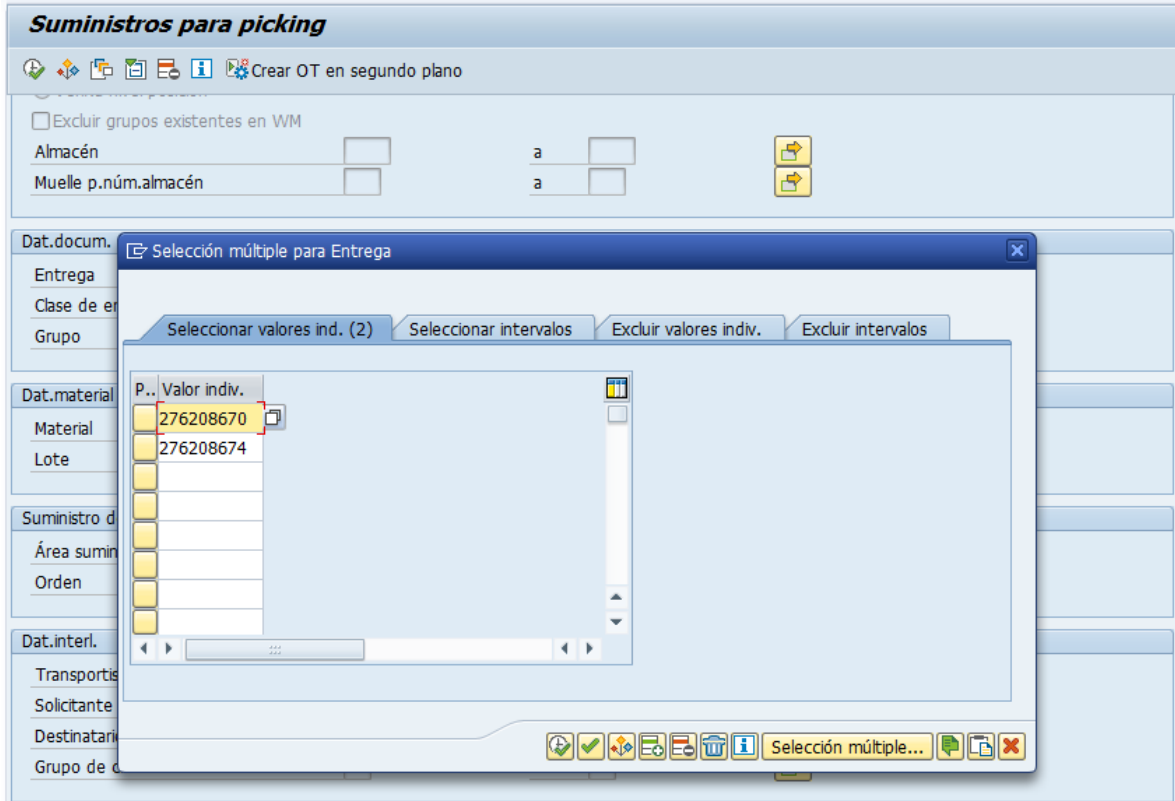 Suministros para picking
Crear OT en segundo plano
Excluir grupos existentes en WM
Almacén a
Muelle p.núm.almacén a
Dat.docum.
Entrega
Clase de en
Grupo
Dat.material
Material
Lote
Suministro d
Área sumin
Orden
Dat.interl.
Transportis
Solicitante
Destinatari
Grupo de
Selección múltiple para Entrega
Seleccionar valores ind. (2) Seleccionar intervalos Excluir valores indiv. Excluir intervalos
P.. Valor indiv.
276208670
276208674
Selección múltiple...